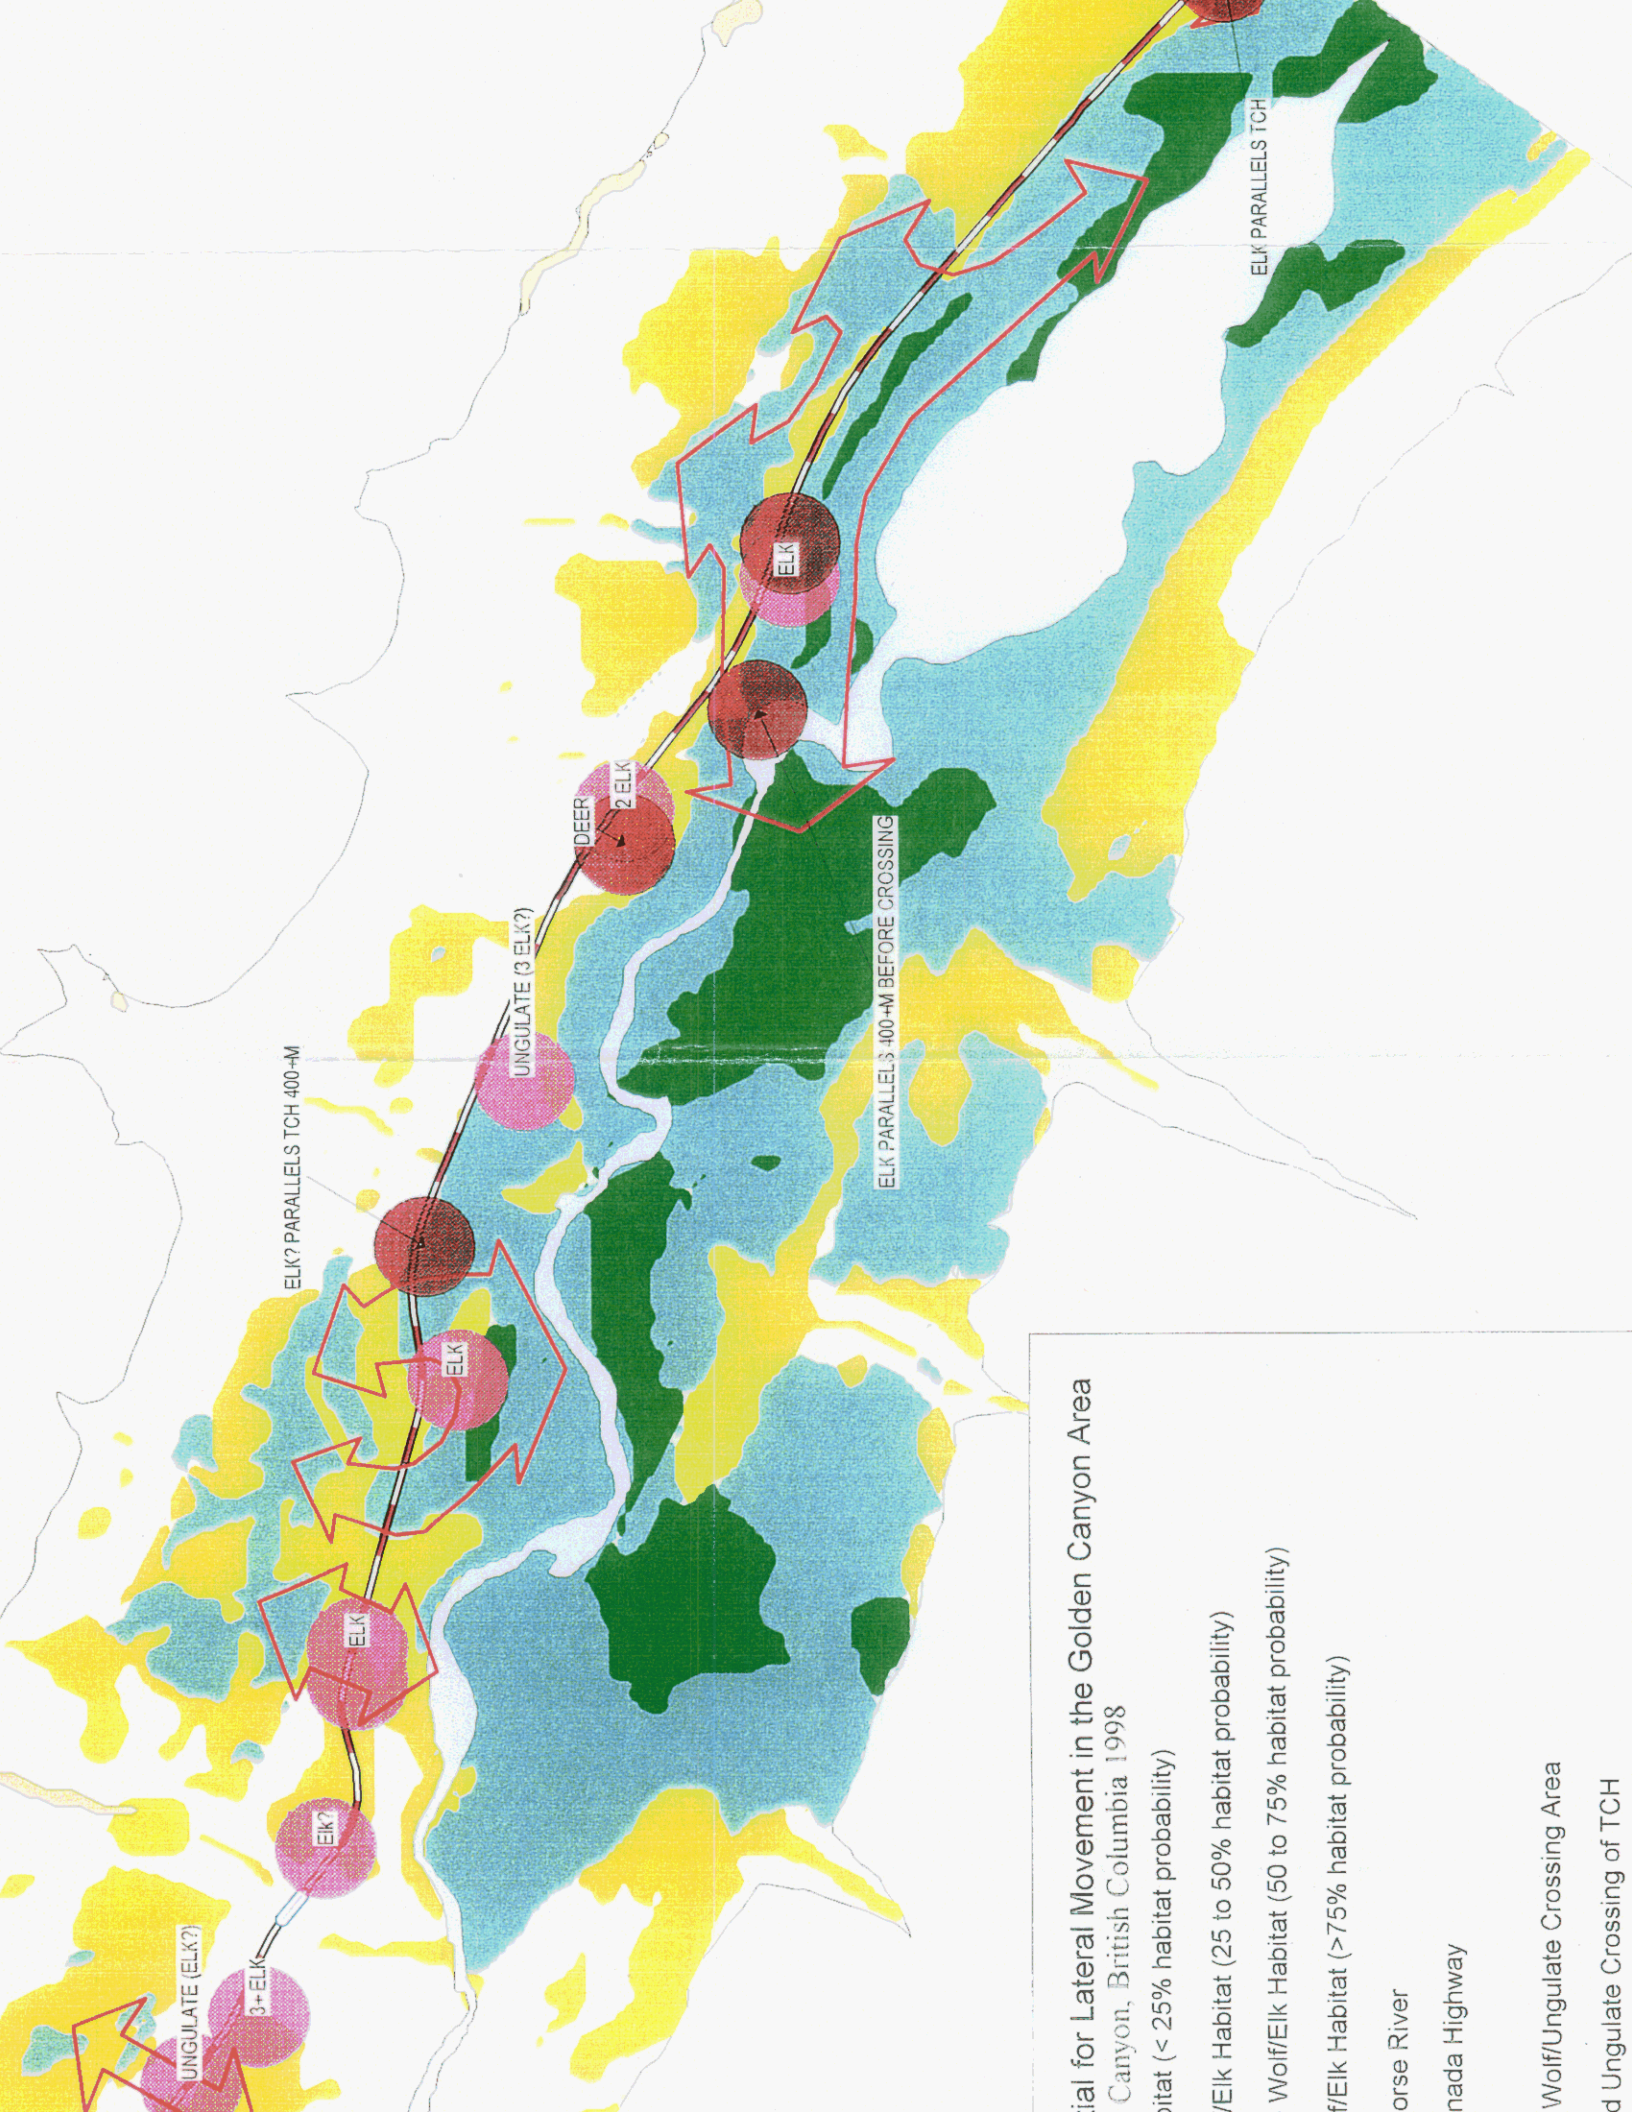 ELK PARALLELS TCH
ELK
2 ELK
DEER
UNGULATE (3 ELK?)
ELK PARALLELS 400+M BEFORE CROSSING
ELK? PARALLELS TCH 400+M
ELK
ELK
Elk?
3+ ELK
UNGULATE (ELK?)
tial for Lateral Movement in the Golden Canyon Area
Canyon, British Columbia 1998
bitat (< 25% habitat probability)
/Elk Habitat (25 to 50% habitat probability)
Wolf/Elk Habitat (50 to 75% habitat probability)
f/Elk Habitat (>75% habitat probability)
orse River
nada Highway
Wolf/Ungulate Crossing Area
d Ungulate Crossing of TCH